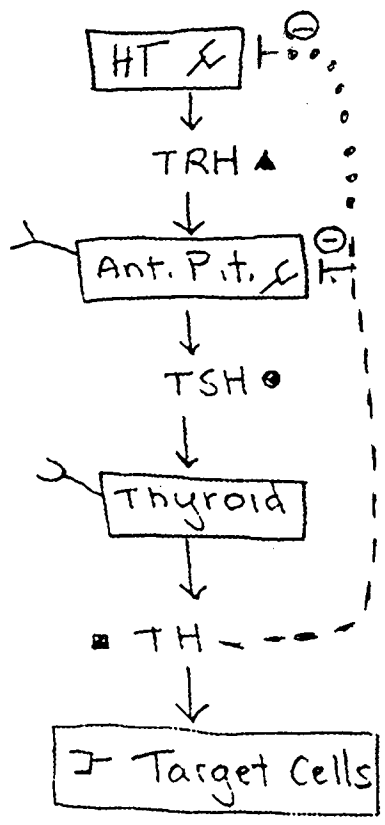 HT
TRH
Ant. Pit.
TSH
Thyroid
TH
Target Cells